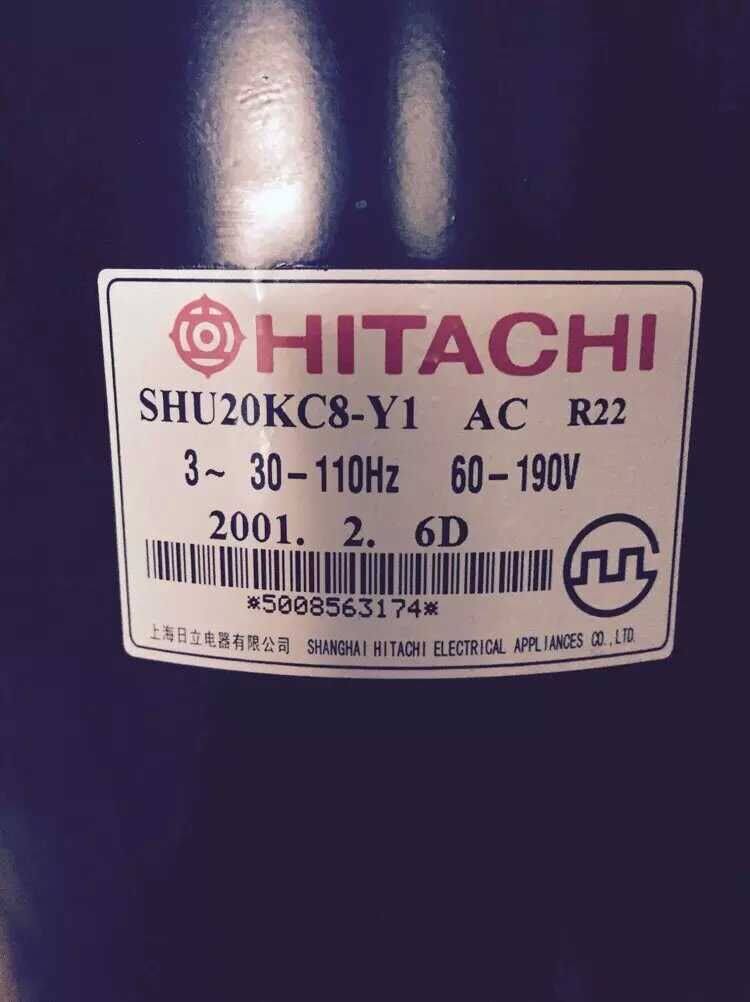 HITACHI
SHU20KC8-Y1 AC R22
3~ 30-110Hz 60-190V
2001. 2. 6D
*5008563174*
上海日立电器有限公司 SHANGHAI HITACHI ELECTRICAL APPLIANCES CO.,LTD.